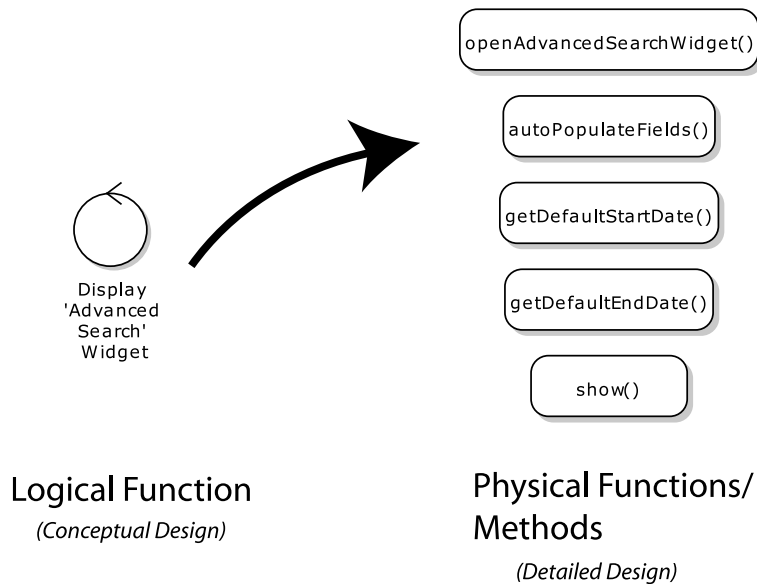 openAdvancedSearchWidget()
autoPopulateFields()
getDefaultStartDate()
getDefaultEndDate()
show()
Display
'Advanced
Search'
Widget
Logical Function
(Conceptual Design)
Physical Functions/
Methods
(Detailed Design)